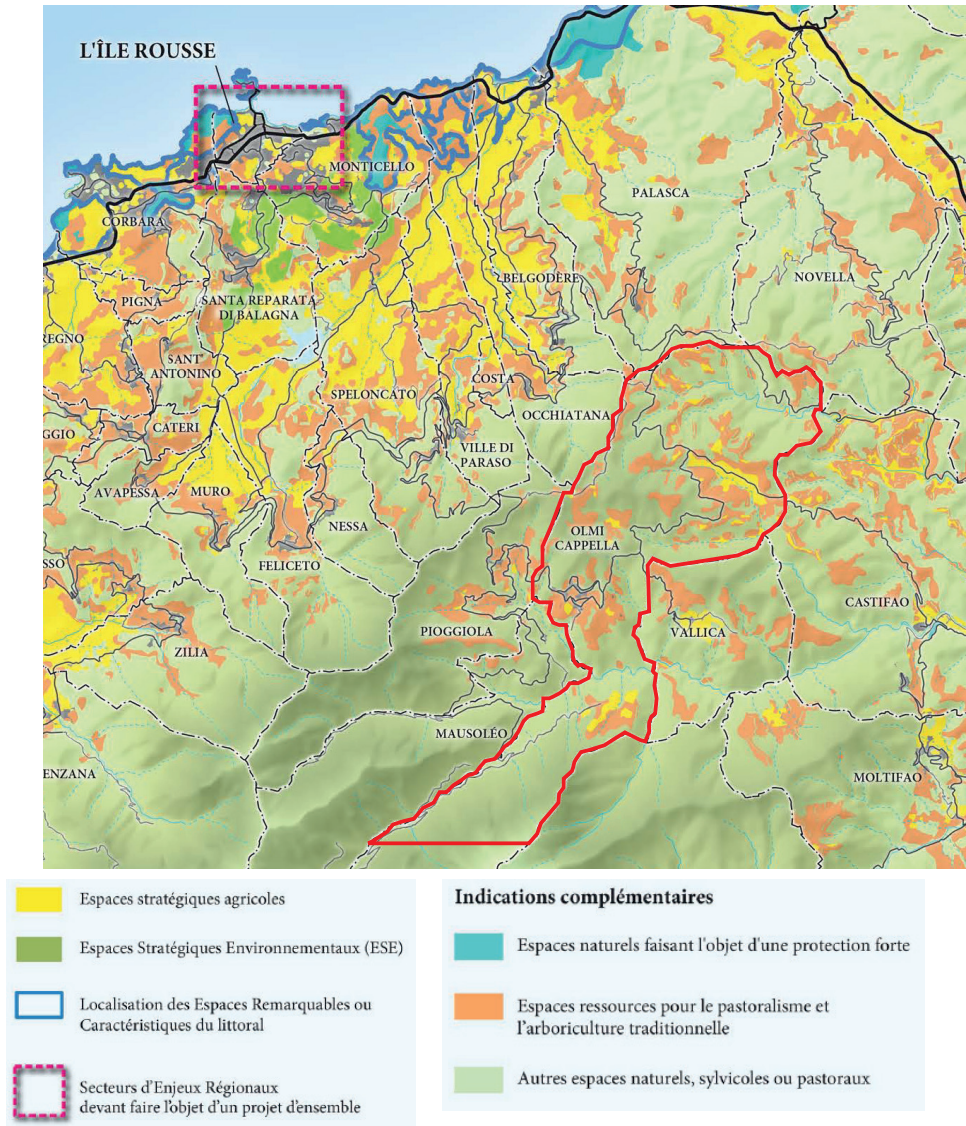 L'ÎLE ROUSSE
MONTICELLO
PALASCA
CORBARA
BELGODÈRE
NOVELLA
PIGNA
SANTA REPARATA
DI BALAGNA
REGNO
SANT'
ANTONINO
COSTA
SPELONCATO
OCCHIATANA
CATERI
GGIO
VILLE DI
PARASO
AVAPESSA
MURO
NESSA
OLMI
CAPPELLA
FELICETO
SSO
CASTIFAO
PIOGGIOLA
VALLICA
ZILIA
MAUSOLÉO
ENZANA
MOLTIFAO
Espaces stratégiques agricoles
Espaces Stratégiques Environnementaux (ESE)
Localisation des Espaces Remarquables ou
Caractéristiques du littoral
Secteurs d'Enjeux Régionaux
devant faire l'objet d'un projet d'ensemble
Indications complémentaires
Espaces naturels faisant l'objet d'une protection forte
Espaces ressources pour le pastoralisme et
l'arboriculture traditionnelle
Autres espaces naturels, sylvicoles ou pastoraux